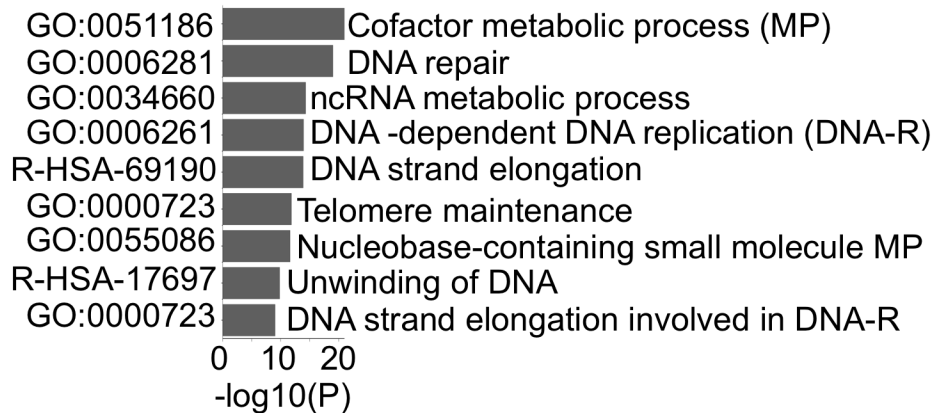 GO:0051186 Cofactor metabolic process (MP)
GO:0006281 DNA repair
GO:0034660 ncRNA metabolic process
GO:0006261 DNA -dependent DNA replication (DNA-R)
R-HSA-69190 DNA strand elongation
GO:0000723 Telomere maintenance
GO:0055086 Nucleobase-containing small molecule MP
R-HSA-17697 Unwinding of DNA
GO:0000723 DNA strand elongation involved in DNA-R
0 10 20
-log10(P)